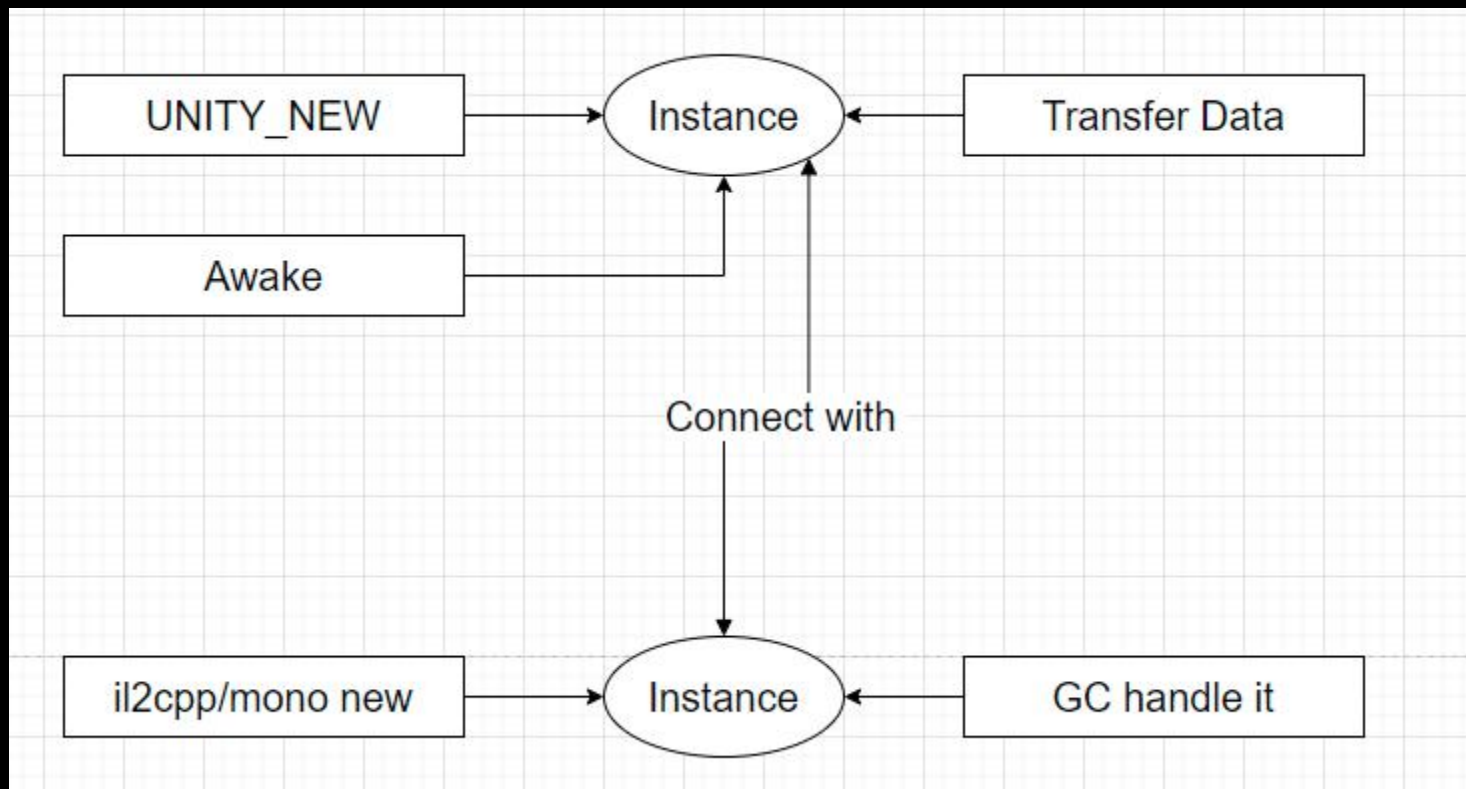 UNITY_NEW
Instance
Transfer Data
Awake
Connect with
il2cpp/mono new
Instance
GC handle it